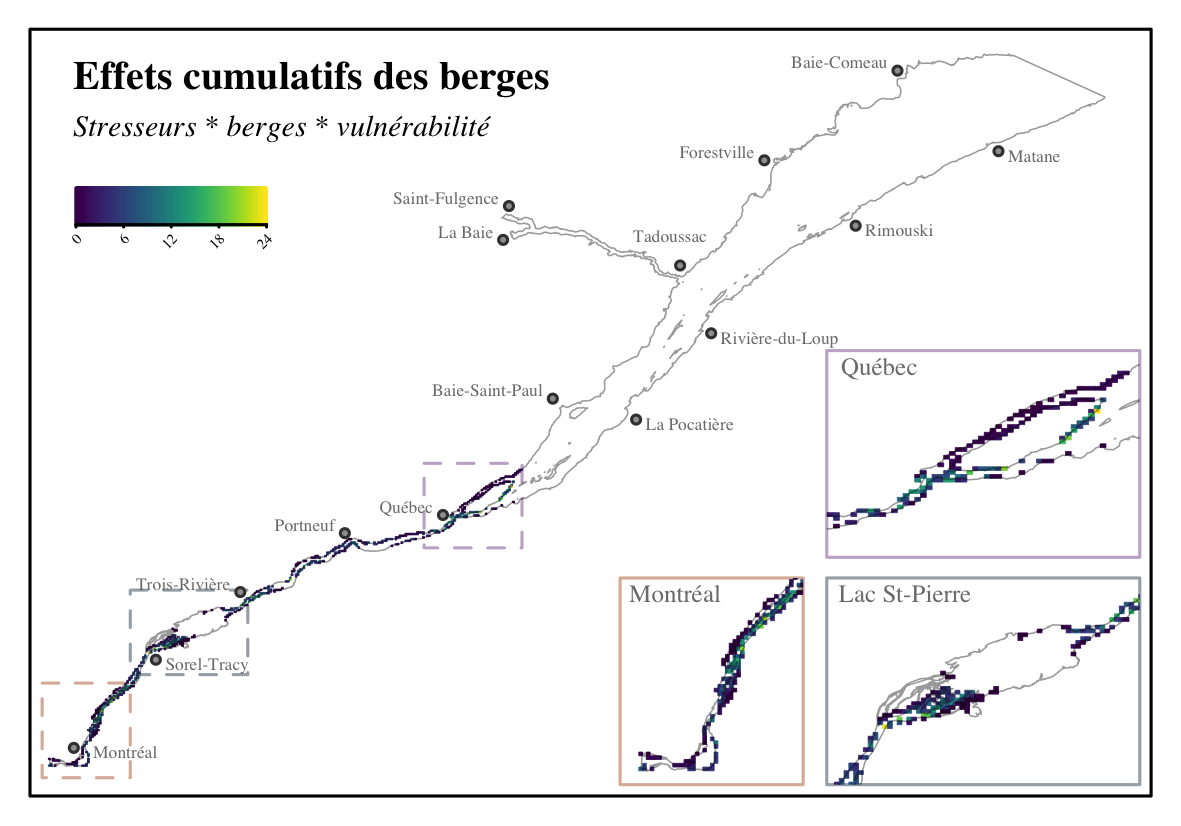 Effets cumulatifs des berges
Stresseurs * berges * vulnérabilité
0 6 12 18 24
Baie-Comeau
Forestville
Matane
Saint-Fulgence
La Baie
Tadoussac
Rimouski
Rivière-du-Loup
Baie-Saint-Paul
La Pocatière
Québec
Portneuf
Trois-Rivière
Sorel-Tracy
Montréal
Québec
Montréal
Lac St-Pierre